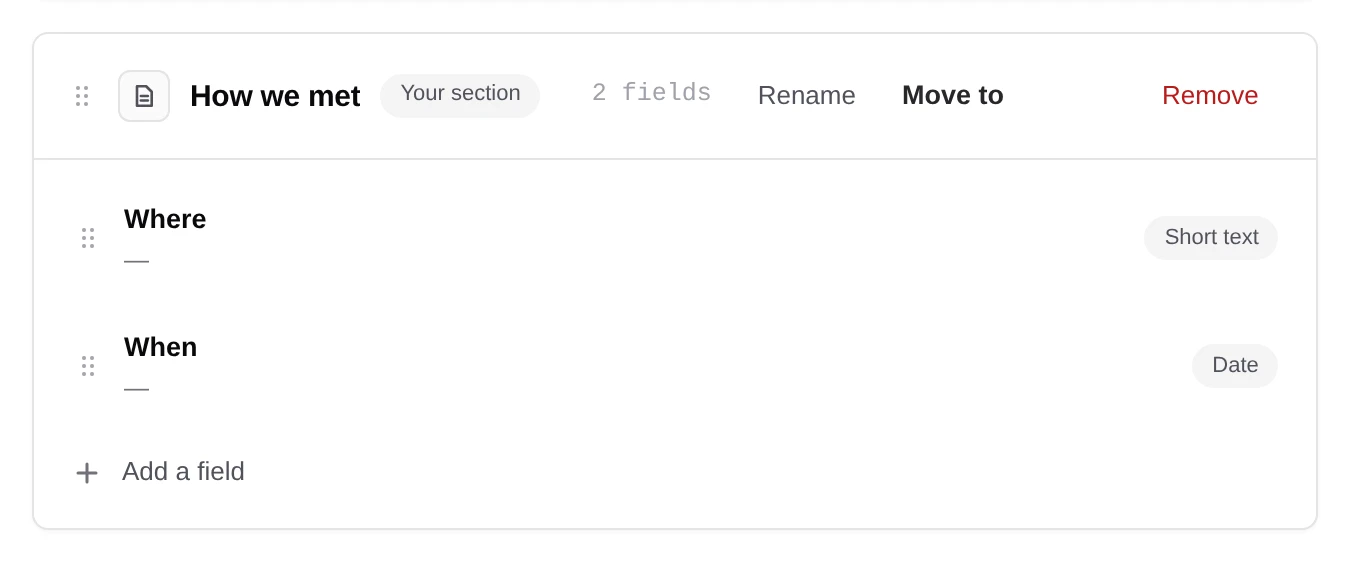 How we met Your section 2 fields Rename Move to Remove
Where
—
Short text
When
—
Date
Add a field